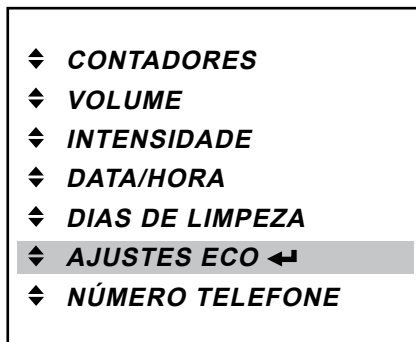 CONTADORES
VOLUME
INTENSIDADE
DATA/HORA
DIAS DE LIMPEZA
AJUSTES ECO
NÚMERO TELEFONE